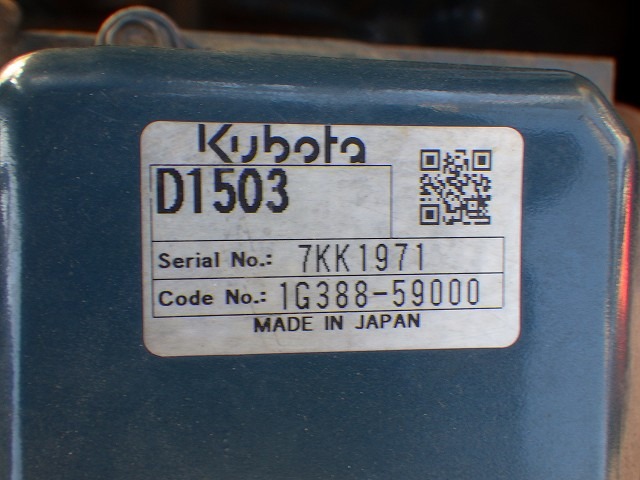 Kubota
D1503
Serial No.: 7KK1971
Code No.: 1G388-59000
MADE IN JAPAN